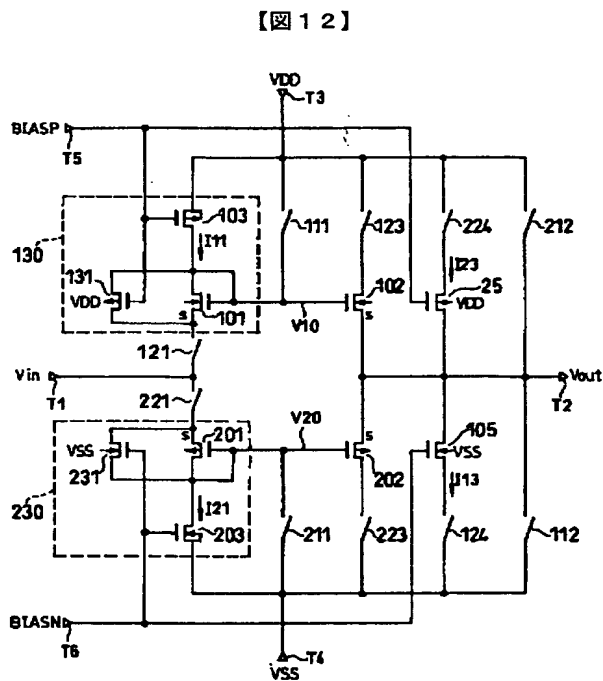 【図１２】
VDD
T3
BIASP
T5
103
I11
111
123
224
212
130
131
VDD
101
S
V10
102
S
I23
25
VDD
121
Vin
T1
221
Vout
T2
S
201
V20
S
202
105
VSS
VSS
231
230
I21
203
211
223
I13
124
112
BIASN
T6
T4
VSS